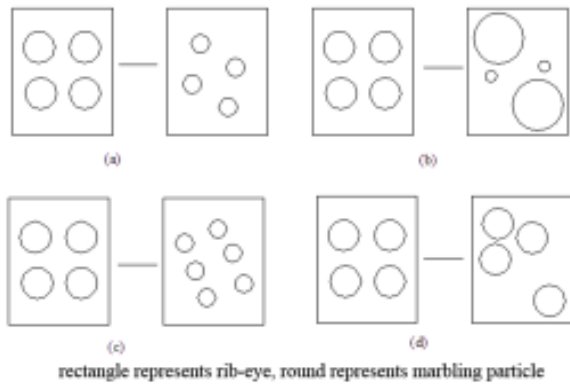 (a)
(b)
(c)
(d)
rectangle represents rib-eye, round represents marbling particle